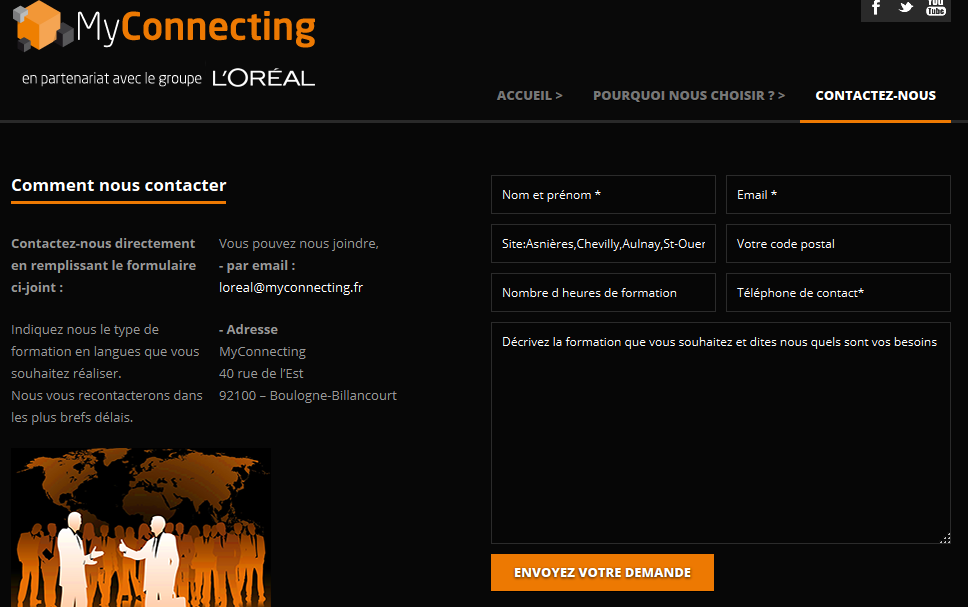 You
Tube
MyConnecting
en partenariat avec le groupe L'ORÉAL
ACCUEIL > POURQUOI NOUS CHOISIR ? > CONTACTEZ-NOUS
Comment nous contacter
Contactez-nous directement
en remplissant le formulaire
ci-joint :
Indiquez nous le type de
formation en langues que vous
souhaitez réaliser.
Nous vous recontacterons dans
les plus brefs délais.
Vous pouvez nous joindre,
- par email :
loreal@myconnecting.fr
- Adresse
MyConnecting
40 rue de l'Est
92100 – Boulogne-Billancourt
Nom et prénom * Email *
Site:Asnières,Chevilly,Aulnay,St-Ouen Votre code postal
Nombre d heures de formation Téléphone de contact*
Décrivez la formation que vous souhaitez et dites nous quels sont vos besoins
ENVOYEZ VOTRE DEMANDE